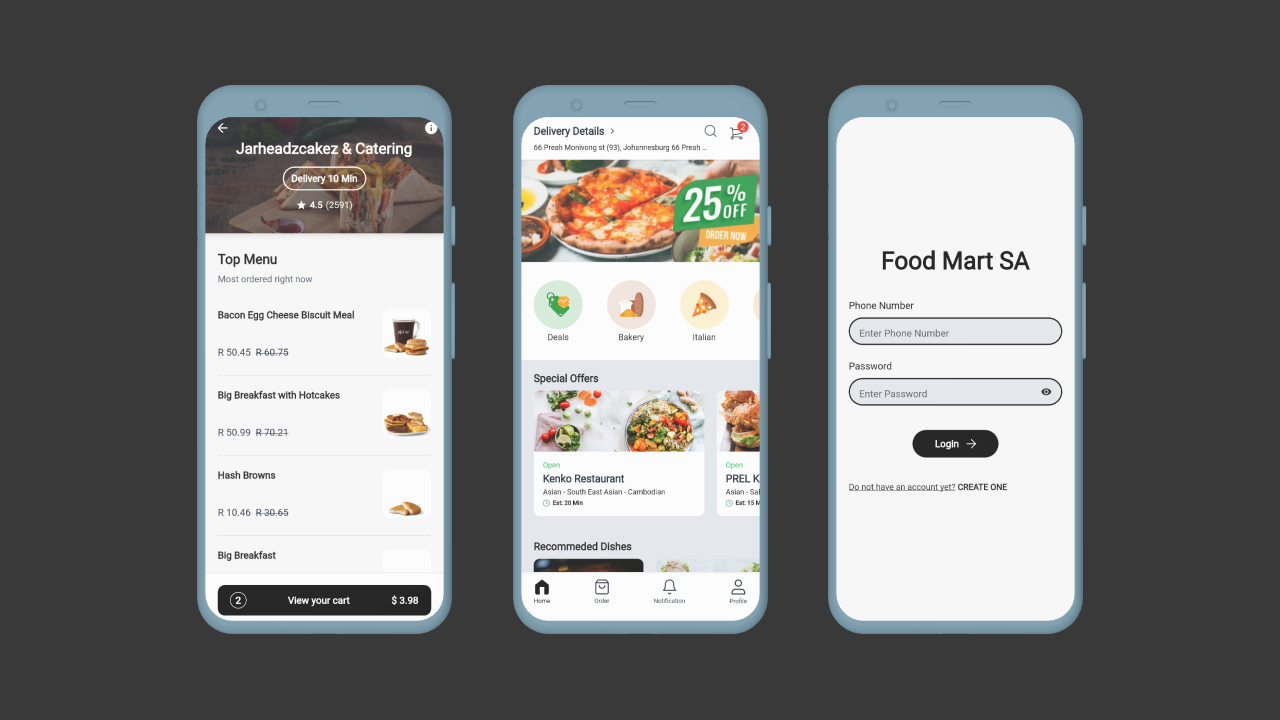 Jarheadzcakez & Catering
Delivery 10 Min
4.5 (2591)
Top Menu
Most ordered right now
Bacon Egg Cheese Biscuit Meal
R 50.45 R 60.75
Big Breakfast with Hotcakes
R 50.99 R 70.21
Hash Browns
R 10.46 R 30.65
Big Breakfast
2 View your cart $ 3.98
Delivery Details
2
66 Preah Monivong st (93), Johannesburg 66 Preah ...
25% OFF
ORDER NOW
Deals Bakery Italian
Special Offers
Open
Kenko Restaurant
Asian - South East Asian - Cambodian
Est: 20 Min
Open
PREL K
Asian - Sal
Est: 15 M
Recommeded Dishes
Home Order Notification Profile
Food Mart SA
Phone Number
Enter Phone Number
Password
Enter Password
Login
Do not have an account yet? CREATE ONE